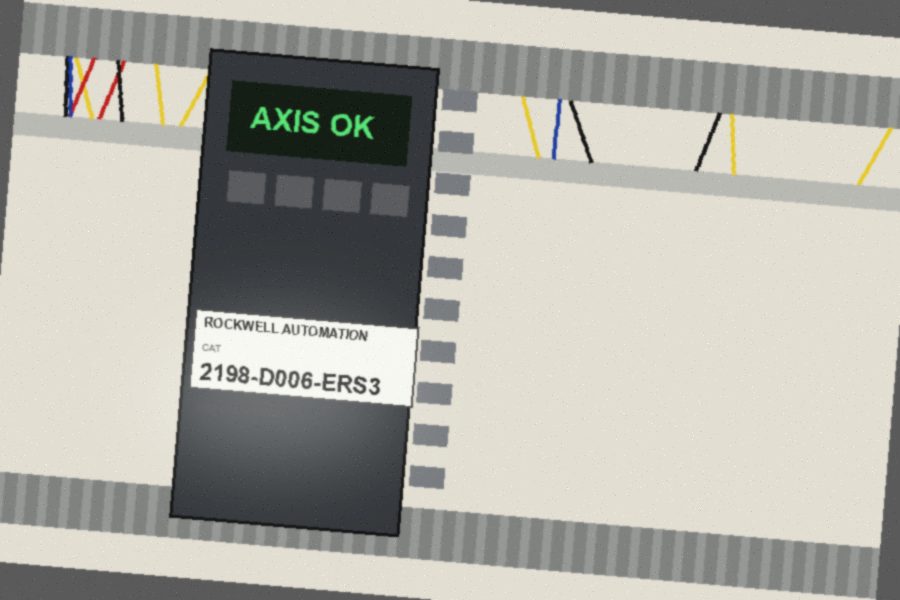 AXIS OK
ROCKWELL AUTOMATION
CAT
2198-D006-ERS3